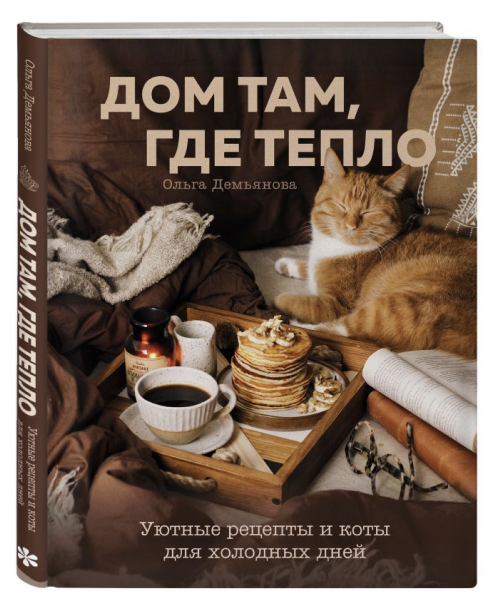 ДОМ ТАМ,
ГДЕ ТЕПЛО
Ольга Демьянова
Уютные рецепты и коты
для холодных дней
Ольга Демьянова
ДОМ ТАМ, ГДЕ ТЕПЛО
Уютные рецепты и коты
для холодных дней